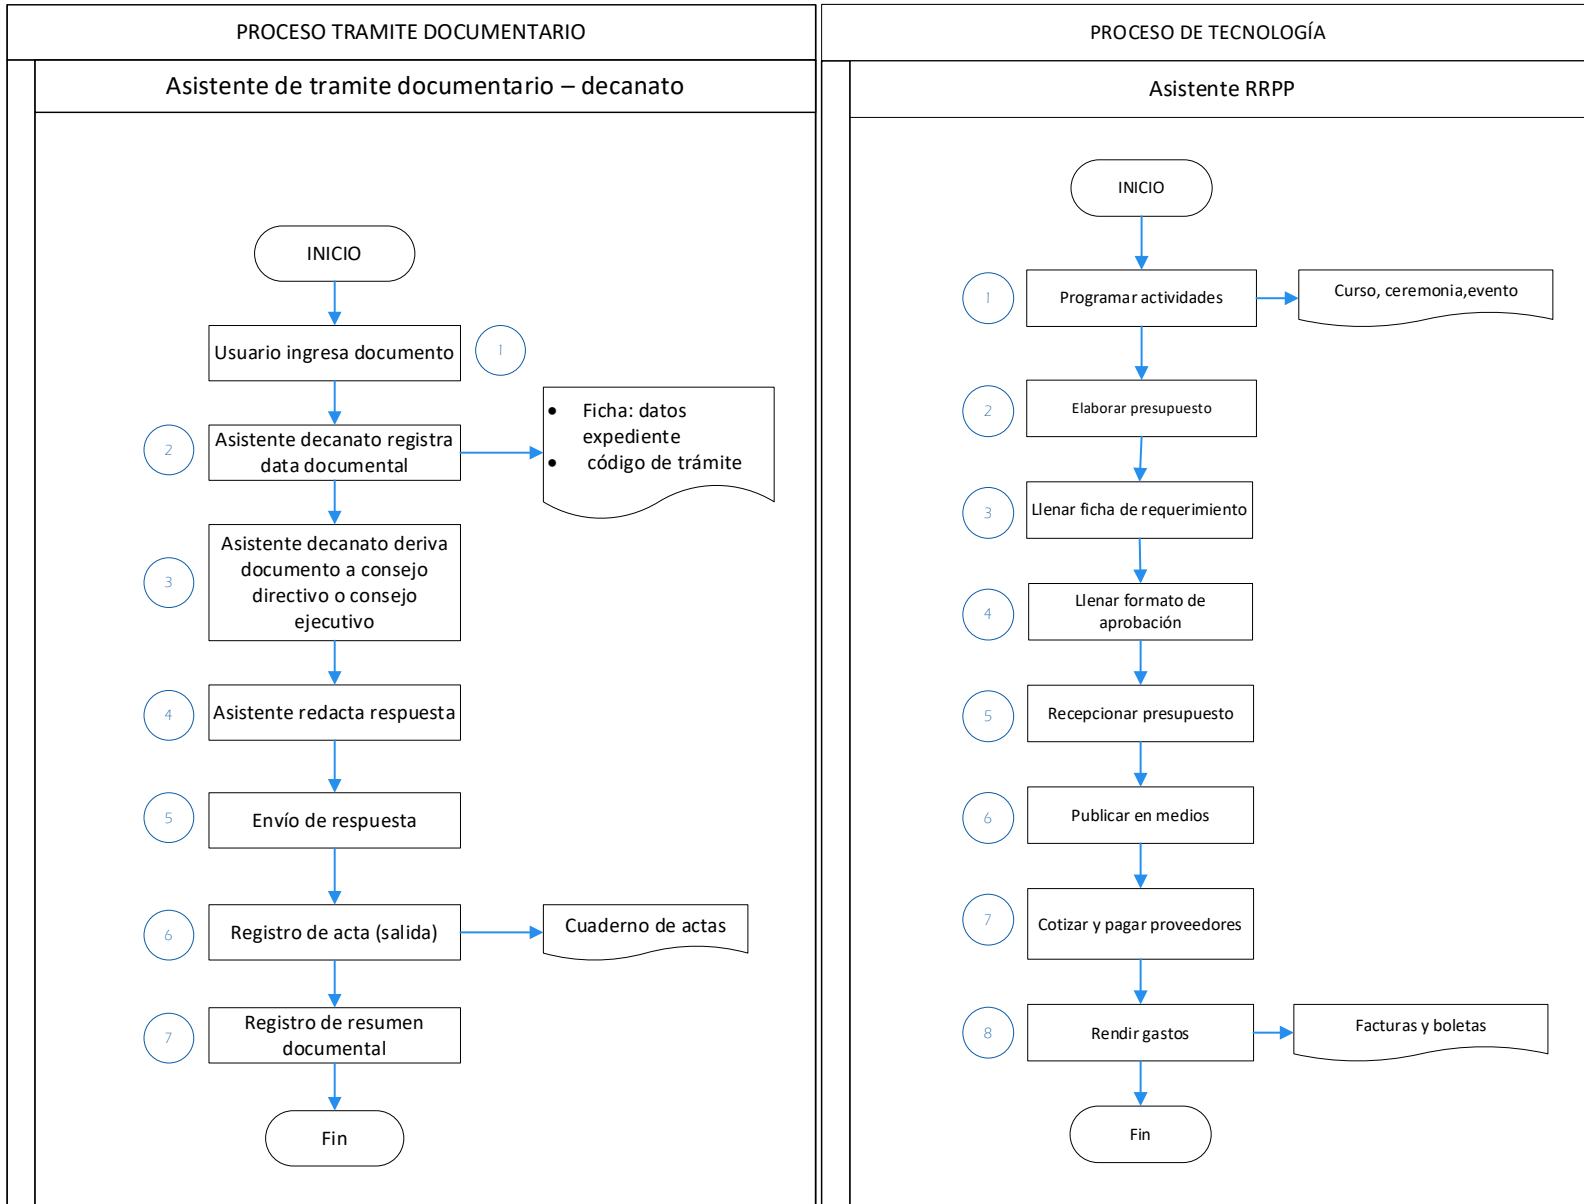 PROCESO TRAMITE DOCUMENTARIO
Asistente de tramite documentario – decanato
INICIO
Usuario ingresa documento
1
2
Asistente decanato registra
data documental
• Ficha: datos
expediente
• código de trámite
3
Asistente decanato deriva
documento a consejo
directivo o consejo
ejecutivo
4
Asistente redacta respuesta
5
Envío de respuesta
6
Registro de acta (salida)
Cuaderno de actas
7
Registro de resumen
documental
Fin
PROCESO DE TECNOLOGÍA
Asistente RRPP
INICIO
1
Programar actividades
Curso, ceremonia,evento
2
Elaborar presupuesto
3
Llenar ficha de requerimiento
4
Llenar formato de
aprobación
5
Recepcionar presupuesto
6
Publicar en medios
7
Cotizar y pagar proveedores
8
Rendir gastos
Facturas y boletas
Fin